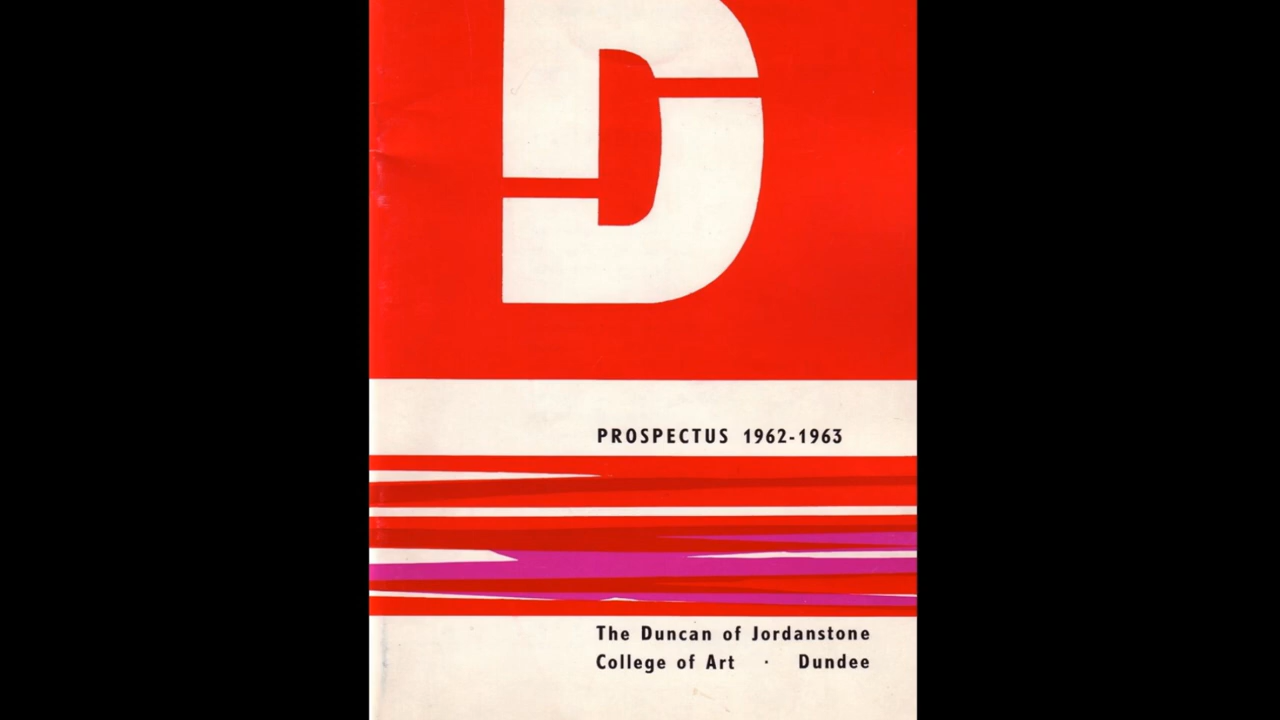 D
PROSPECTUS 1962-1963
The Duncan of Jordanstone
College of Art · Dundee